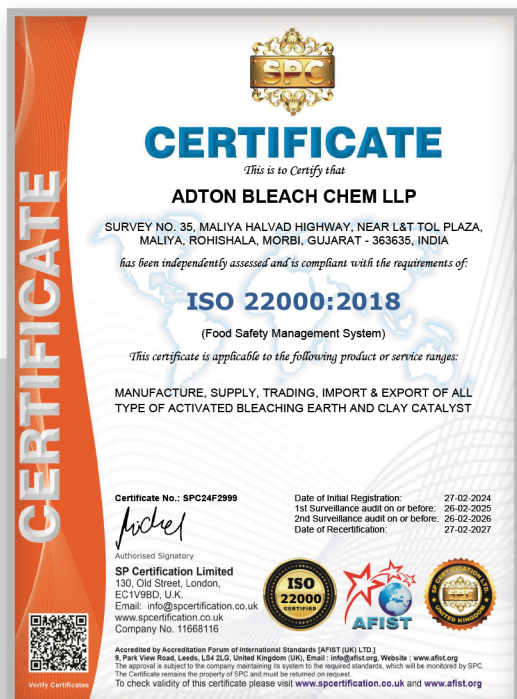 SPC
CERTIFICATE
This is to Certify that
ADTON BLEACH CHEM LLP
SURVEY NO. 35, MALIYA HALVAD HIGHWAY, NEAR L&T TOL PLAZA,
MALIYA, ROHISHALA, MORBI, GUJARAT - 363635, INDIA
has been independently assessed and is compliant with the requirements of:
ISO 22000:2018
(Food Safety Management System)
This certificate is applicable to the following product or service ranges:
MANUFACTURE, SUPPLY, TRADING, IMPORT & EXPORT OF ALL
TYPE OF ACTIVATED BLEACHING EARTH AND CLAY CATALYST
CERTIFICATE
Certificate No.: SPC24F2999
Date of Initial Registration: 27-02-2024
1st Surveillance audit on or before: 26-02-2025
2nd Surveillance audit on or before: 26-02-2026
Date of Recertification: 27-02-2027
Michel
Authorised Signatory
SP Certification Limited
130, Old Street, London,
EC1V9BD, U.K.
Email: info@spcertification.co.uk
www.spcertification.co.uk
Company No. 11668116
ISO
22000
CERTIFIED
AFIST
SP CERTIFICATION LTD.
SPC
UNITED KINGDOM
Verify Certificates
Accredited by Accreditation Forum of International Standards [AFIST (UK) LTD.]
9, Park View Road, Leeds, LS4 2LG, United Kingdom (UK), Email : info@afist.org, Website : www.afist.org
The approval is subject to the company maintaining its system to the required standards, which will be monitored by SPC.
The Certificate remains the property of SPC and must be returned on request.
To check validity of this certificate please visit www.spcertification.co.uk and www.afist.org